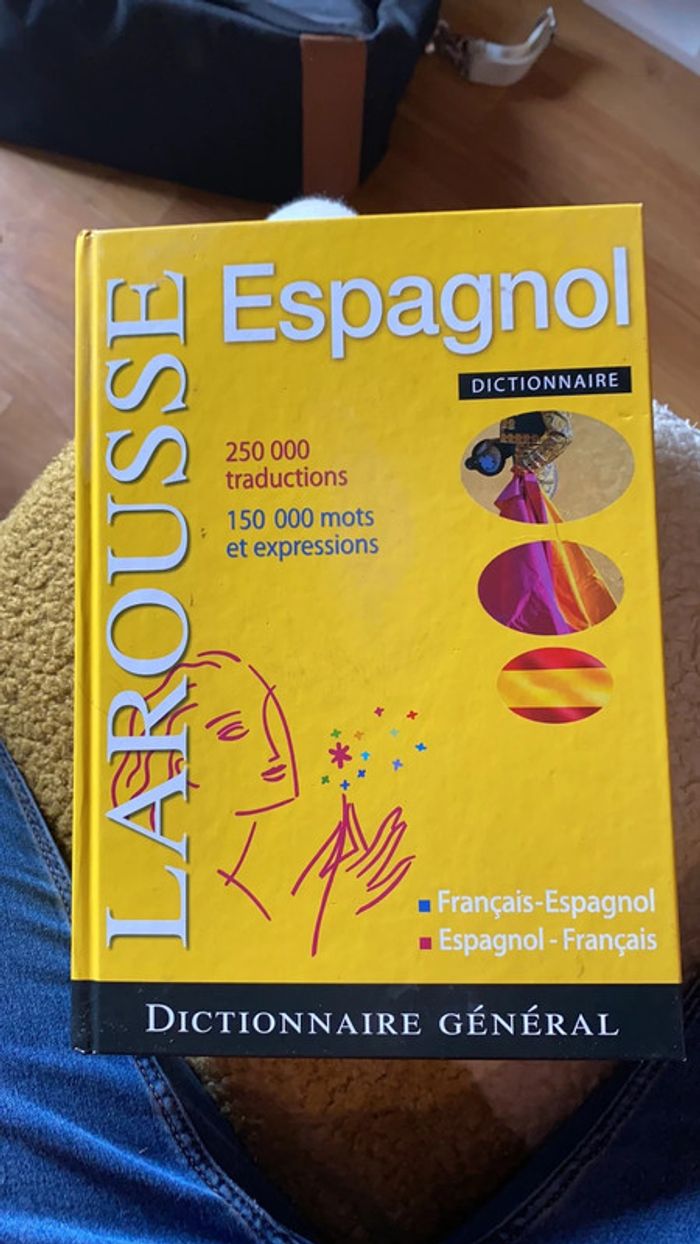 LAROUSSE
Espagnol
DICTIONNAIRE
250 000
traductions
150 000 mots
et expressions
Français-Espagnol
Espagnol - Français
DICTIONNAIRE GÉNÉRAL